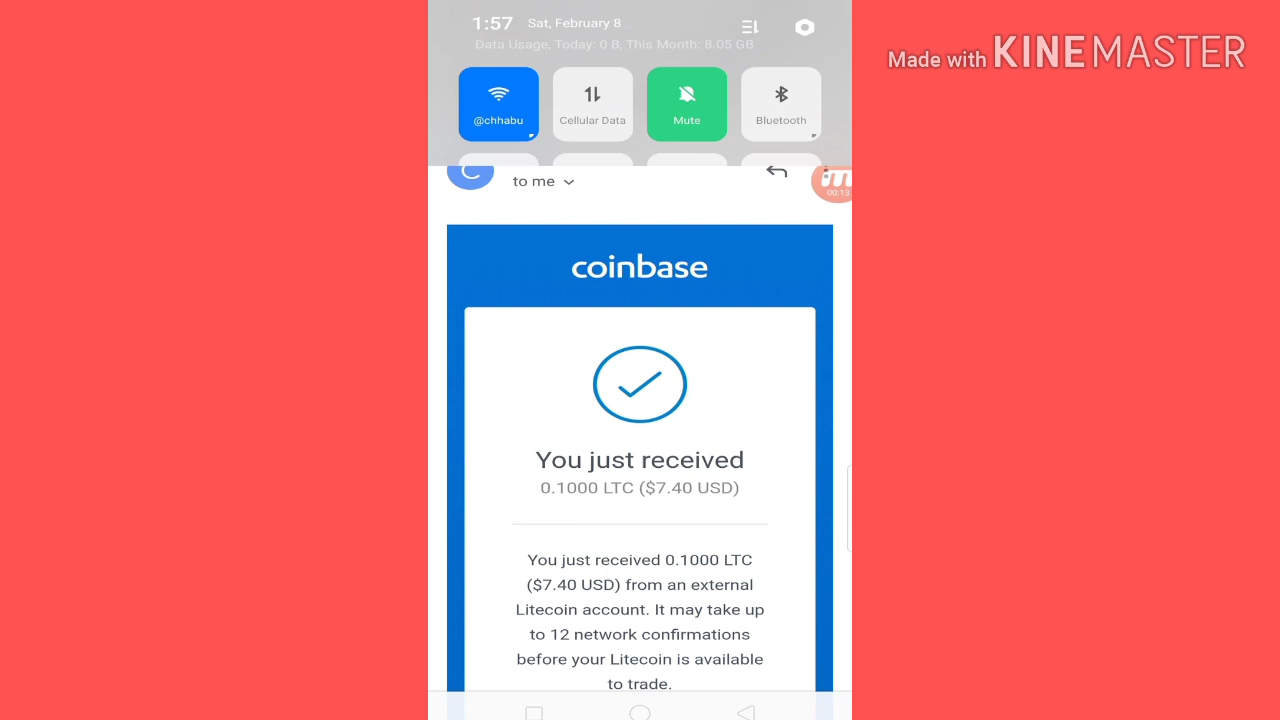 1:57 Sat, February 8
Data Usage, Today: 0 B, This Month: 8.05 GB
Made with KINEMASTER
@chhabu
Cellular Data
Mute
Bluetooth
C
to me
00:13
coinbase
You just received
0.1000 LTC ($7.40 USD)
You just received 0.1000 LTC
($7.40 USD) from an external
Litecoin account. It may take up
to 12 network confirmations
before your Litecoin is available
to trade.